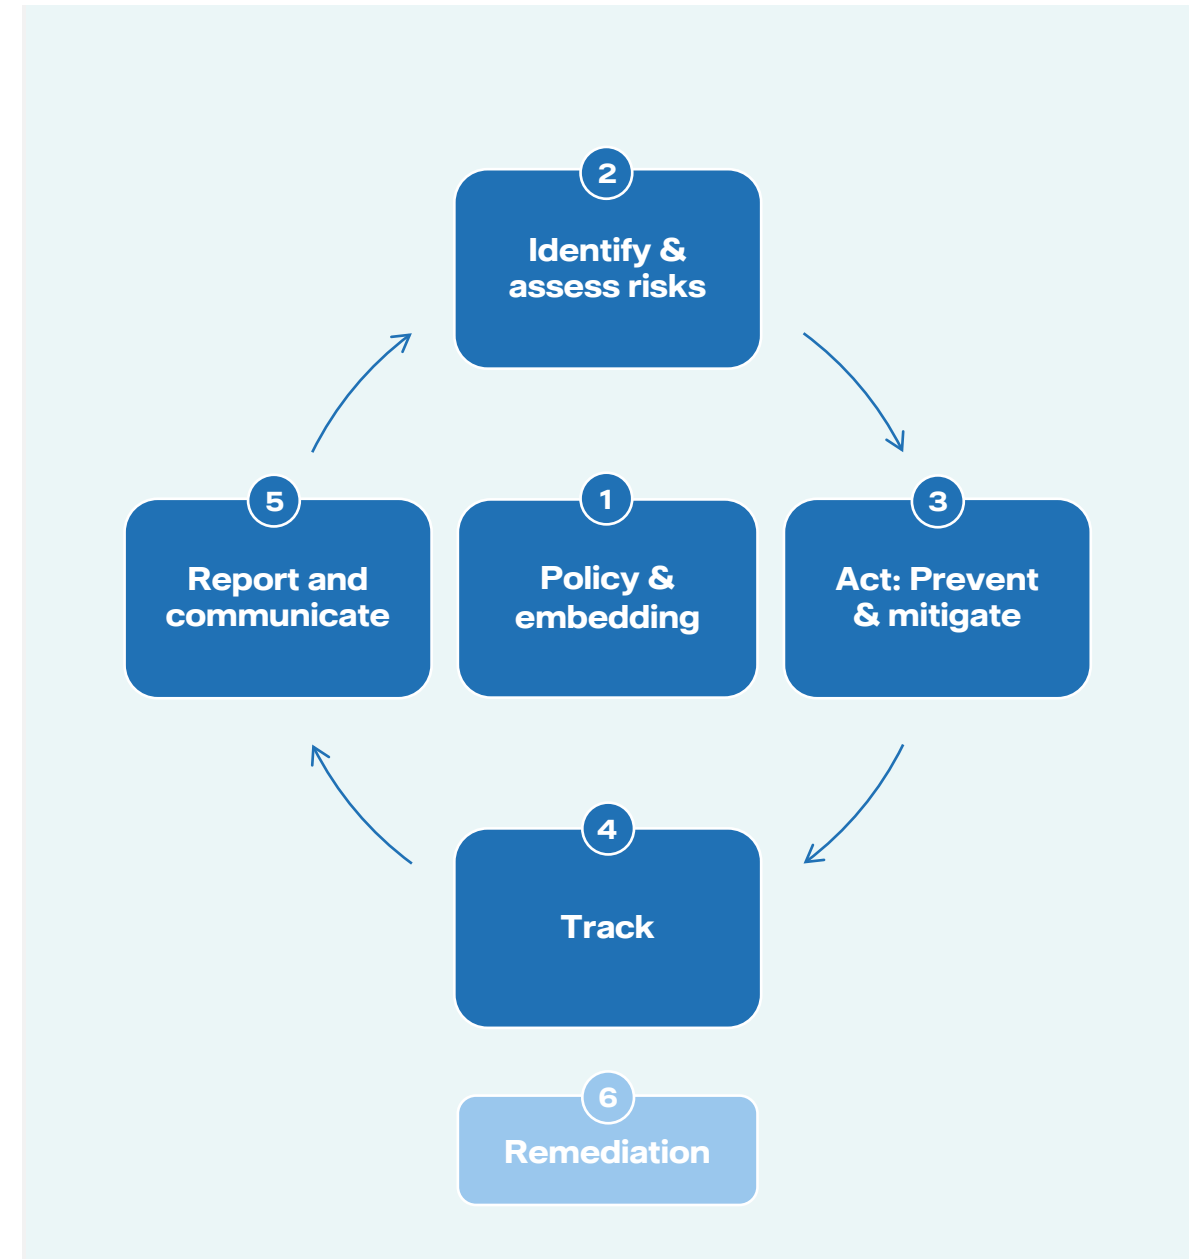 2
Identify &
assess risks
5
Report and
communicate
1
Policy &
embedding
3
Act: Prevent
& mitigate
4
Track
6
Remediation